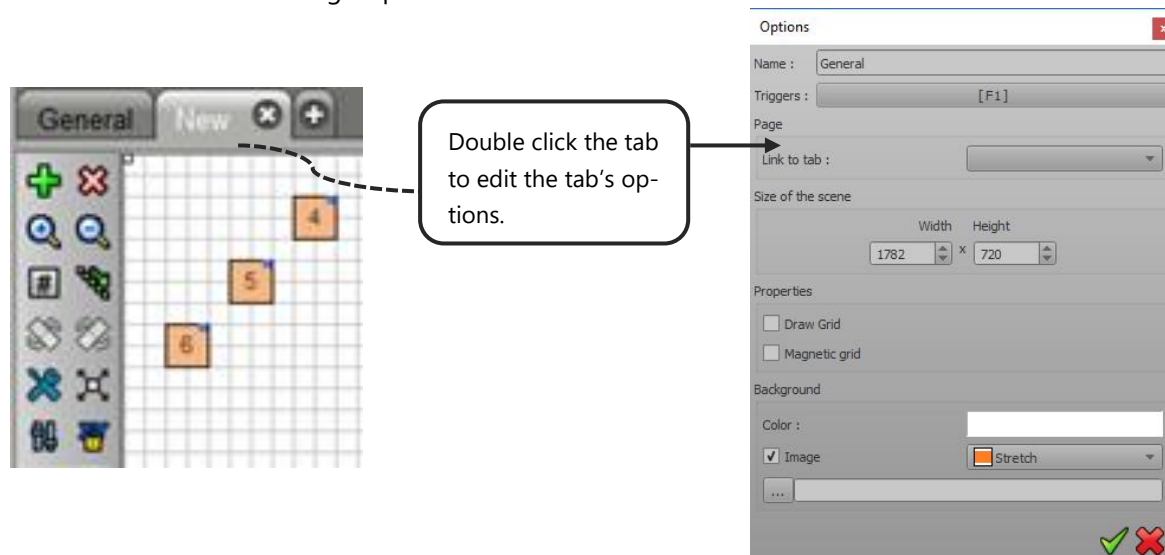 Options
Name :
General
Triggers :
[F1]
Page
Link to tab :
Size of the scene
Width Height
1782 x 720
Properties
Draw Grid
Magnetic grid
Background
Color :
Image
Stretch
...
General New
#
4
5
6
Double click the tab
to edit the tab's op-
tions.